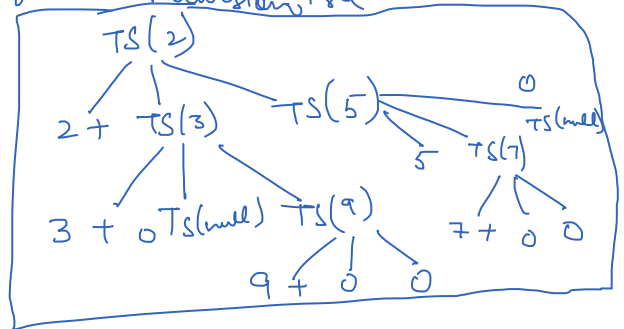 TS(2)
0
2 + TS(3) TS(5) TS(null)
5 TS(7)
3 + 0 TS(null) TS(9) 7 + 0 0
9 + 0 0